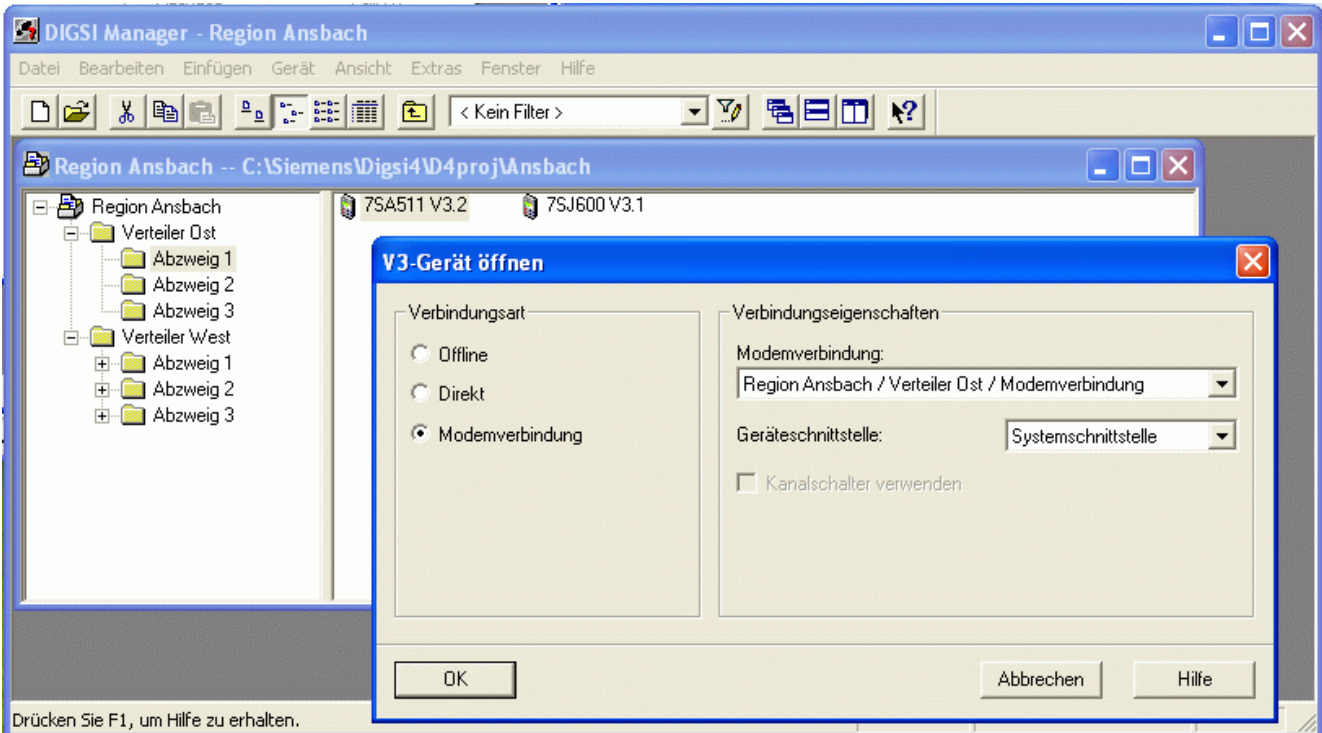 DIGSI Manager - Region Ansbach
Datei Bearbeiten Einfügen Gerät Ansicht Extras Fenster Hilfe
< Kein Filter >
Region Ansbach -- C:\Siemens\Digsi4\D4proj\Ansbach
Region Ansbach
Verteiler Ost
Abzweig 1
Abzweig 2
Abzweig 3
Verteiler West
Abzweig 1
Abzweig 2
Abzweig 3
7SA511 V3.2 7SJ600 V3.1
V3-Gerät öffnen
Verbindungsart
Offline
Direkt
Modemverbindung
Verbindungseigenschaften
Modemverbindung:
Region Ansbach / Verteiler Ost / Modemverbindung
Geräteschnittstelle: Systemschnittstelle
Kanalschalter verwenden
OK Abbrechen Hilfe
Drücken Sie F1, um Hilfe zu erhalten.